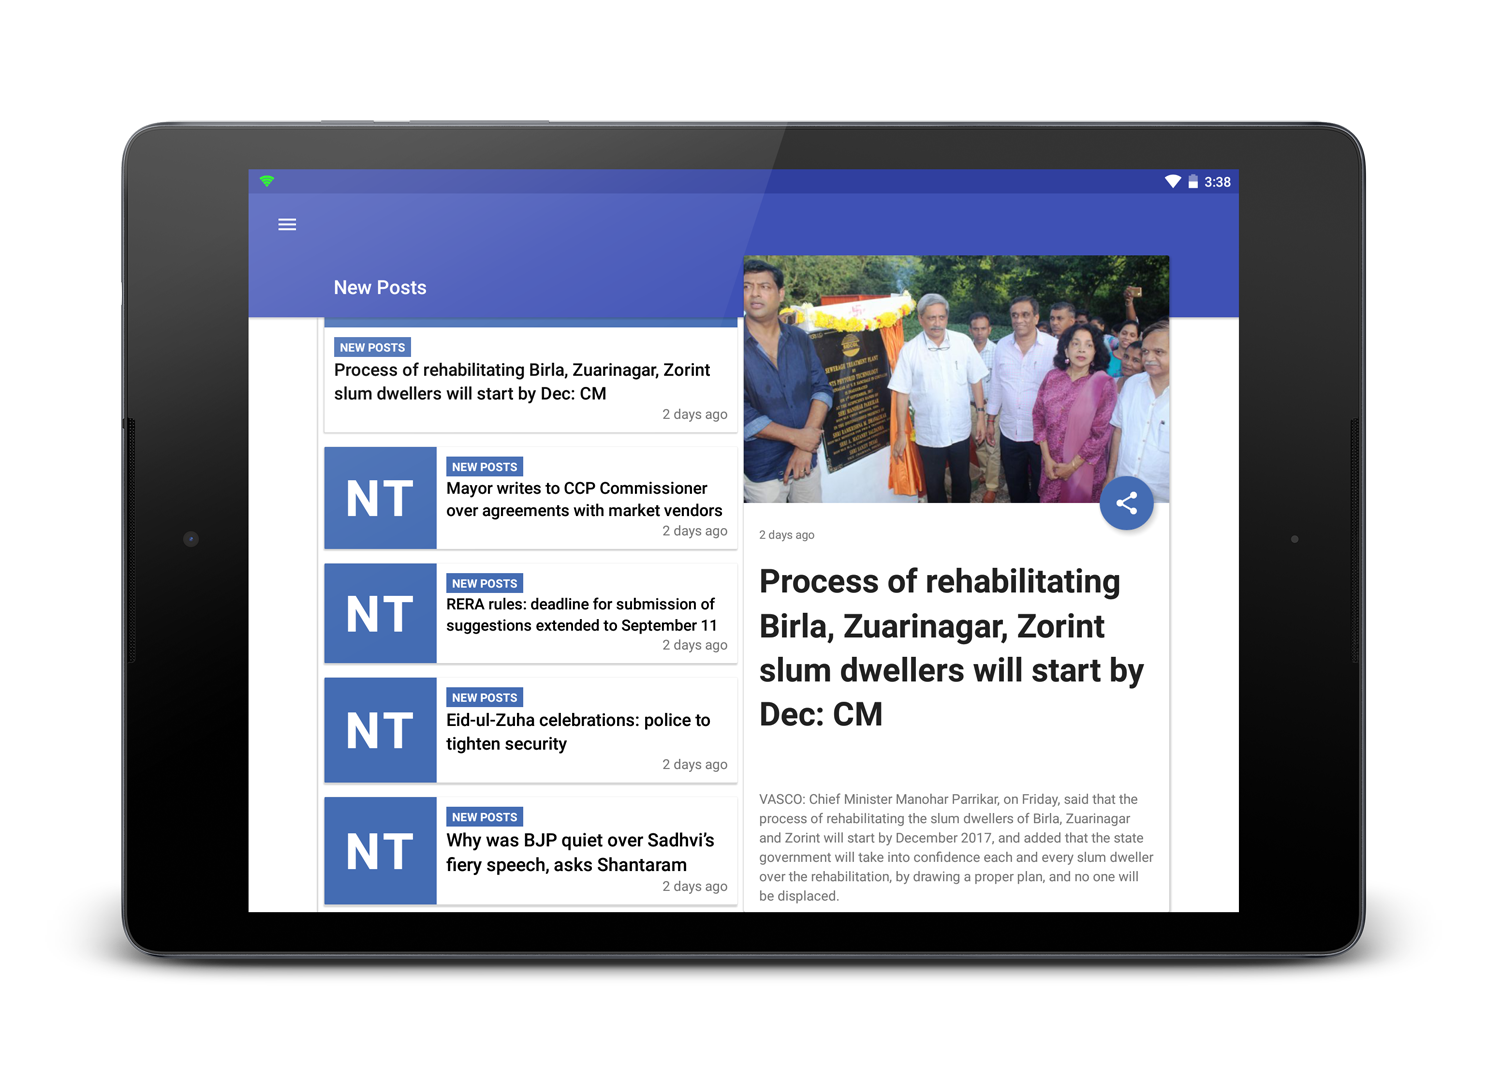 3:38
New Posts
NEW POSTS
Process of rehabilitating Birla, Zuarinagar, Zorint
slum dwellers will start by Dec: CM
2 days ago
NT
NEW POSTS
Mayor writes to CCP Commissioner
over agreements with market vendors
2 days ago
NT
NEW POSTS
RERA rules: deadline for submission of
suggestions extended to September 11
2 days ago
NT
NEW POSTS
Eid-ul-Zuha celebrations: police to
tighten security
2 days ago
NT
NEW POSTS
Why was BJP quiet over Sadhvi’s
fiery speech, asks Shantaram
2 days ago
SEWERAGE TREATMENT PLANT
PHYTORID TECHNOLOGY
SHRI MANOHAR PARRIKAR
2 days ago
Process of rehabilitating
Birla, Zuarinagar, Zorint
slum dwellers will start by
Dec: CM
VASCO: Chief Minister Manohar Parrikar, on Friday, said that the
process of rehabilitating the slum dwellers of Birla, Zuarinagar
and Zorint will start by December 2017, and added that the state
government will take into confidence each and every slum dweller
over the rehabilitation, by drawing a proper plan, and no one will
be displaced.